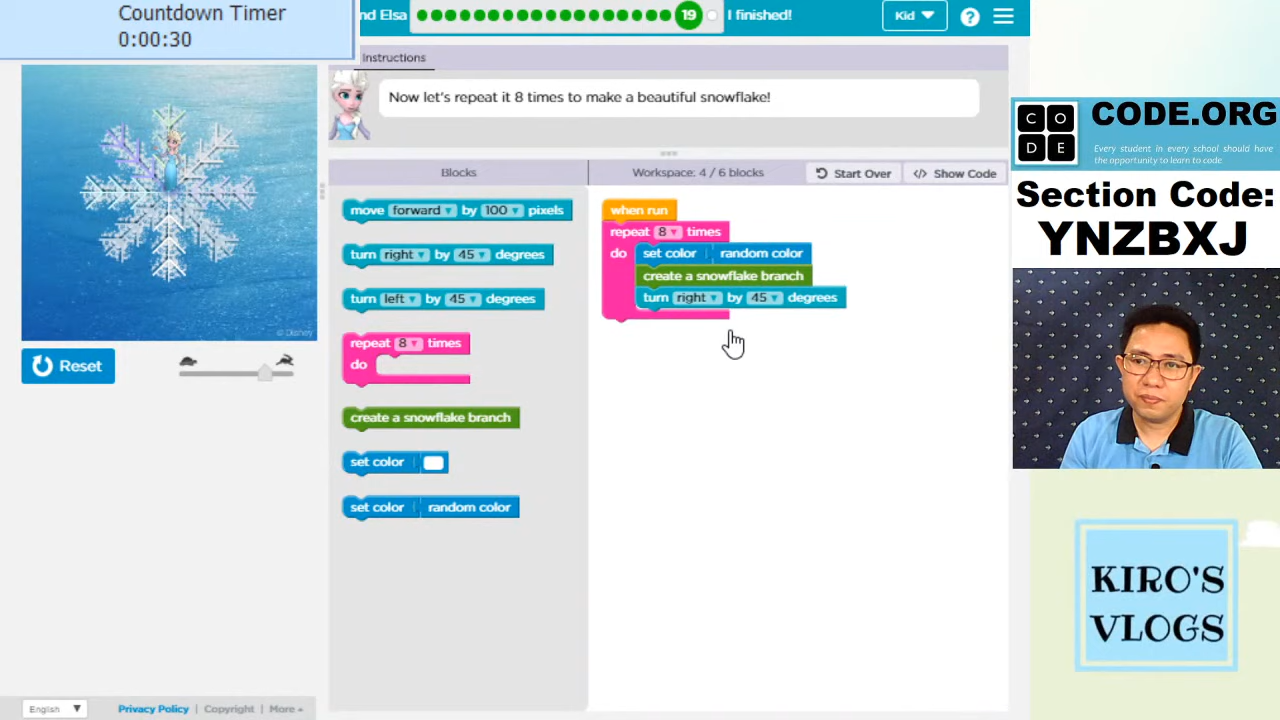 Countdown Timer
0:00:30
nd Elsa
19
I finished!
Kid
?
Instructions
Now let's repeat it 8 times to make a beautiful snowflake!
Blocks
Workspace: 4 / 6 blocks
Start Over
</> Show Code
move forward by 100 pixels
turn right by 45 degrees
turn left by 45 degrees
repeat 8 times
do
create a snowflake branch
set color
set color random color
when run
repeat 8 times
do set color random color
create a snowflake branch
turn right by 45 degrees
© Disney
Reset
English
Privacy Policy | Copyright | More
C O
D E
CODE.ORG
Every student in every school should have
the opportunity to learn to code
Section Code:
YNZBXJ
KIRO'S
VLOGS